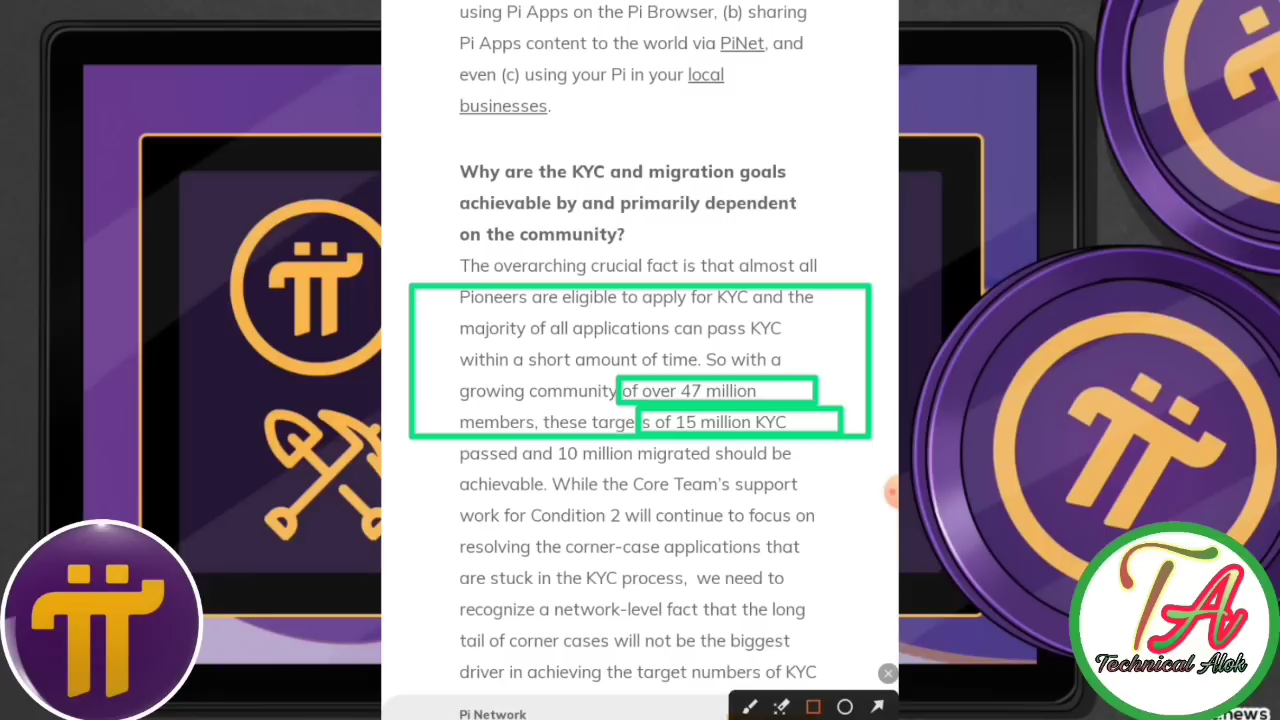 using Pi Apps on the Pi Browser, (b) sharing
Pi Apps content to the world via PiNet, and
even (c) using your Pi in your local
businesses.
Why are the KYC and migration goals
achievable by and primarily dependent
on the community?
The overarching crucial fact is that almost all
Pioneers are eligible to apply for KYC and the
majority of all applications can pass KYC
within a short amount of time. So with a
growing community of over 47 million
members, these targets of 15 million KYC
passed and 10 million migrated should be
achievable. While the Core Team’s support
work for Condition 2 will continue to focus on
resolving the corner-case applications that
are stuck in the KYC process, we need to
recognize a network-level fact that the long
tail of corner cases will not be the biggest
driver in achieving the target numbers of KYC
Pi Network
TA
Technical Alok
news